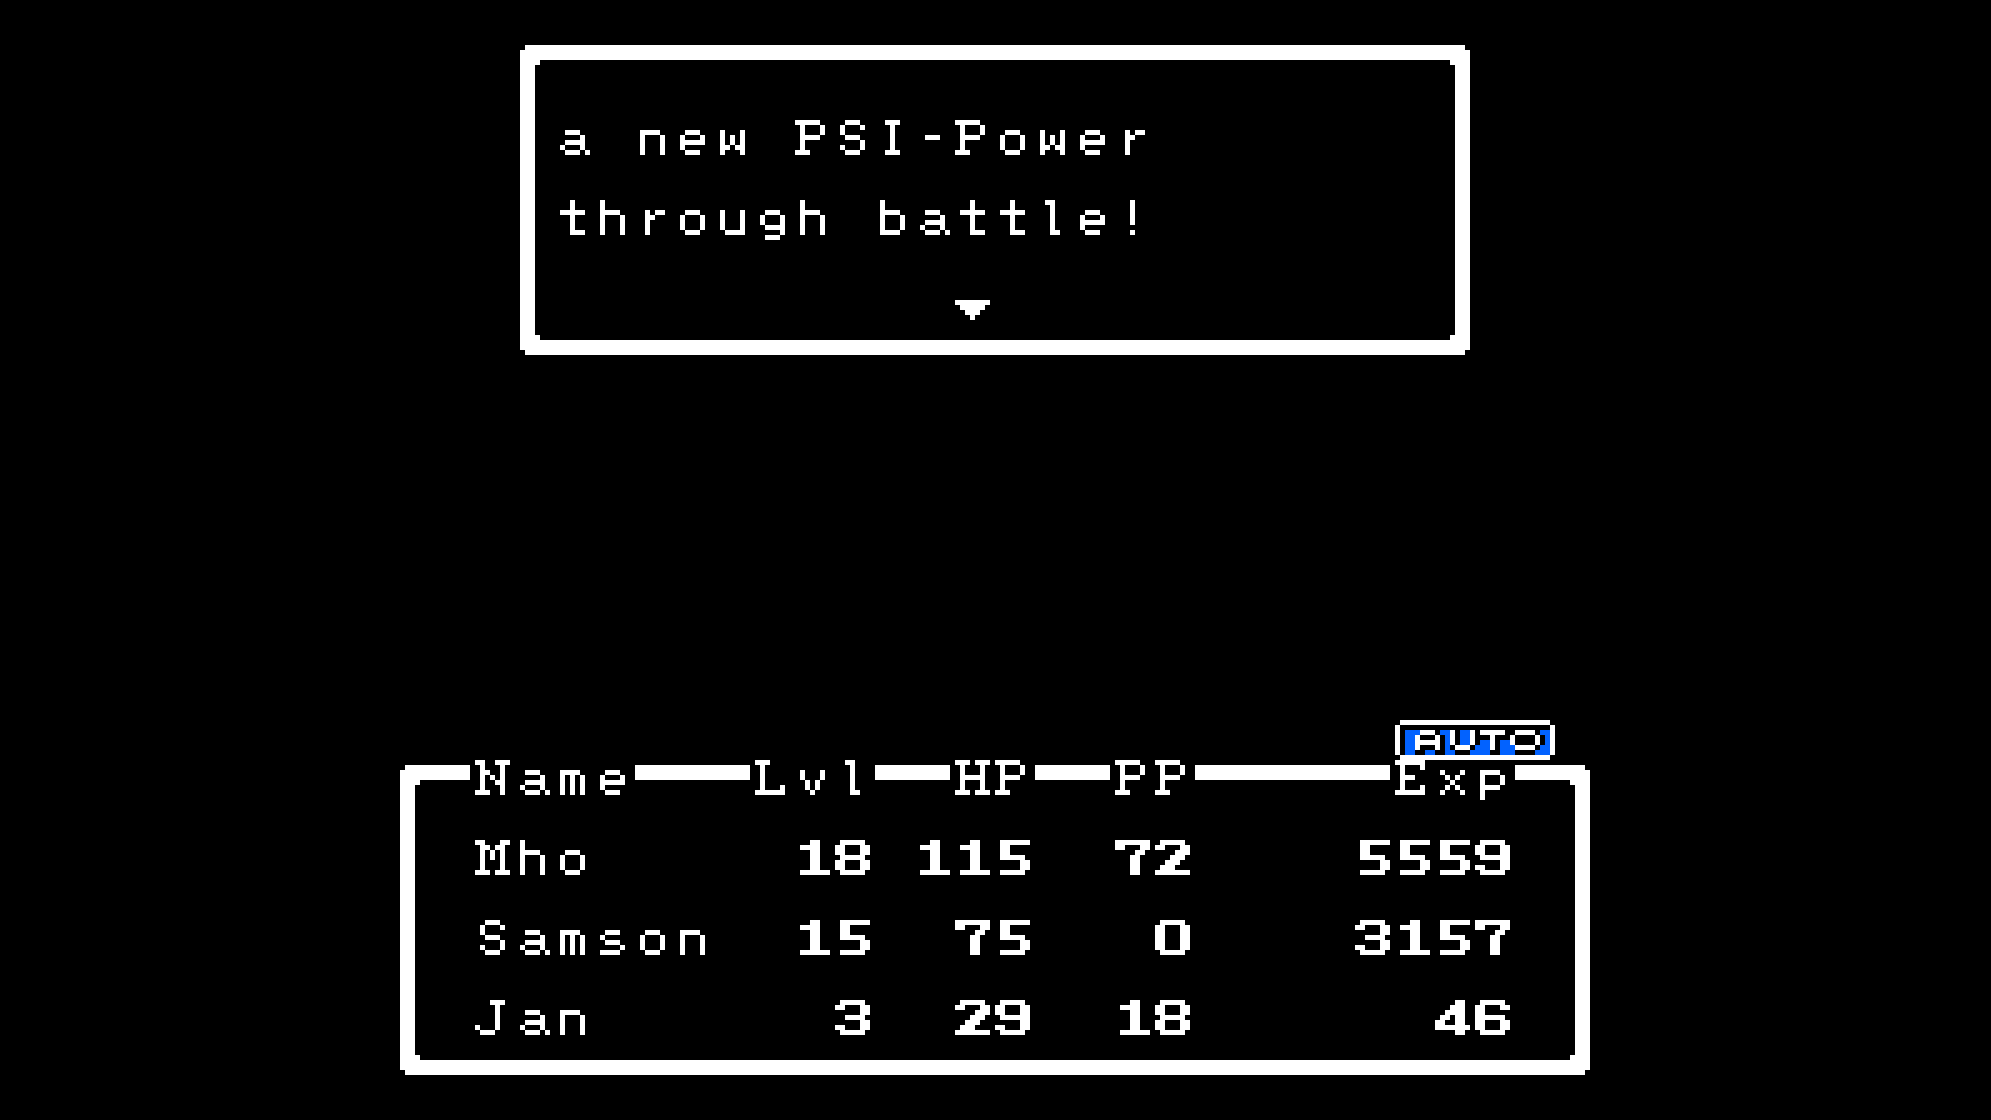 a new PSI-Power
through battle!
AUTO
Name Lvl HP PP Exp
Mho 18 115 72 5559
Samson 15 75 0 3157
Jan 3 29 18 46